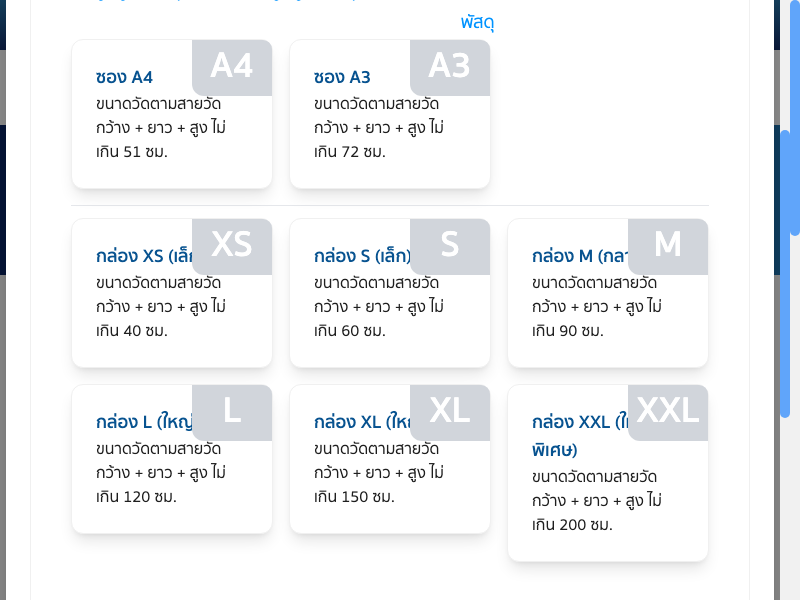 พัสดุ
A4
ซอง A4
ขนาดวัดตามสายวัด
กว้าง + ยาว + สูง ไม่
เกิน 51 ซม.
A3
ซอง A3
ขนาดวัดตามสายวัด
กว้าง + ยาว + สูง ไม่
เกิน 72 ซม.
XS
กล่อง XS
ขนาดวัดตามสายวัด
กว้าง + ยาว + สูง ไม่
เกิน 40 ซม.
S
กล่อง S (เล็ก)
ขนาดวัดตามสายวัด
กว้าง + ยาว + สูง ไม่
เกิน 60 ซม.
M
กล่อง M
ขนาดวัดตามสายวัด
กว้าง + ยาว + สูง ไม่
เกิน 90 ซม.
L
กล่อง L (ใหญ่
ขนาดวัดตามสายวัด
กว้าง + ยาว + สูง ไม่
เกิน 120 ซม.
XL
กล่อง XL
ขนาดวัดตามสายวัด
กว้าง + ยาว + สูง ไม่
เกิน 150 ซม.
XXL
กล่อง XXL
พิเศษ)
ขนาดวัดตามสายวัด
กว้าง + ยาว + สูง ไม่
เกิน 200 ซม.